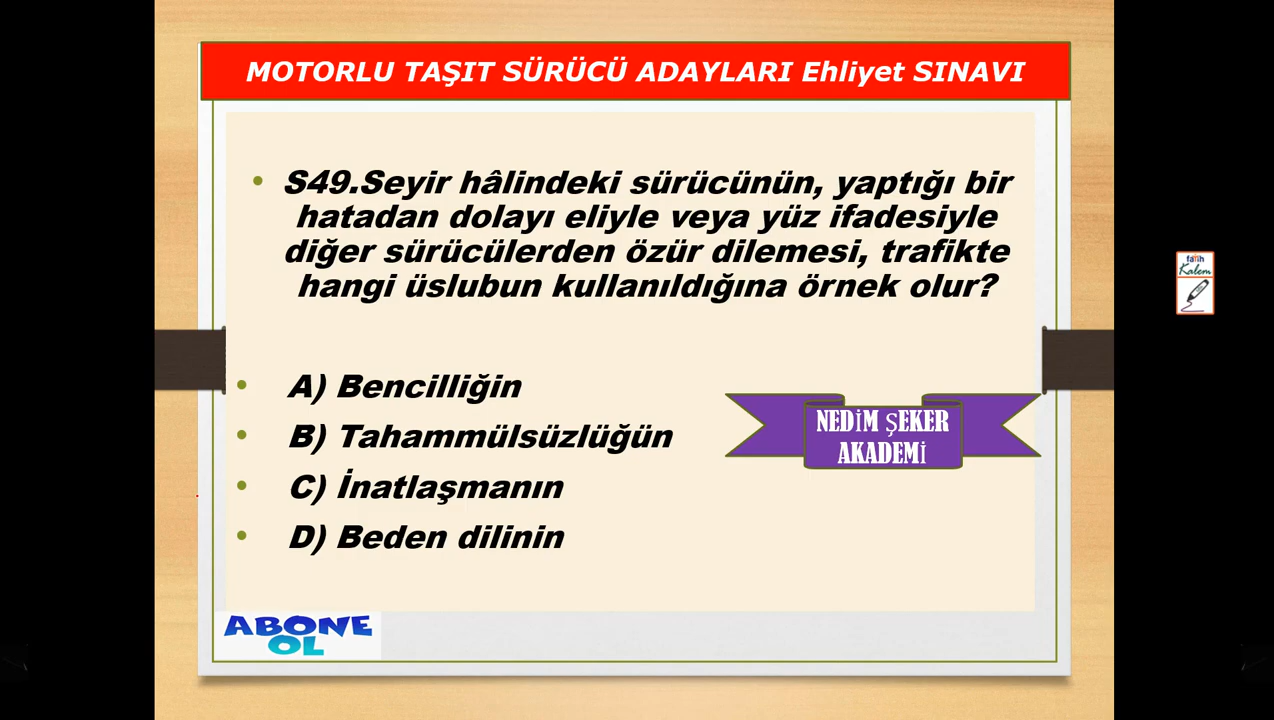 MOTORLU TAŞIT SÜRÜCÜ ADAYLARI Ehliyet SINAVI
• S49.Seyir hâlindeki sürücünün, yaptığı bir
hatadan dolayı eliyle veya yüz ifadesiyle
diğer sürücülerden özür dilemesi, trafikte
hangi üslubun kullanıldığına örnek olur?
• A) Bencilliğin
• B) Tahammülsüzlüğün
• C) İnatlaşmanın
• D) Beden dilinin
NEDİM ŞEKER
AKADEMİ
ABONE
OL
fatih
Kalem